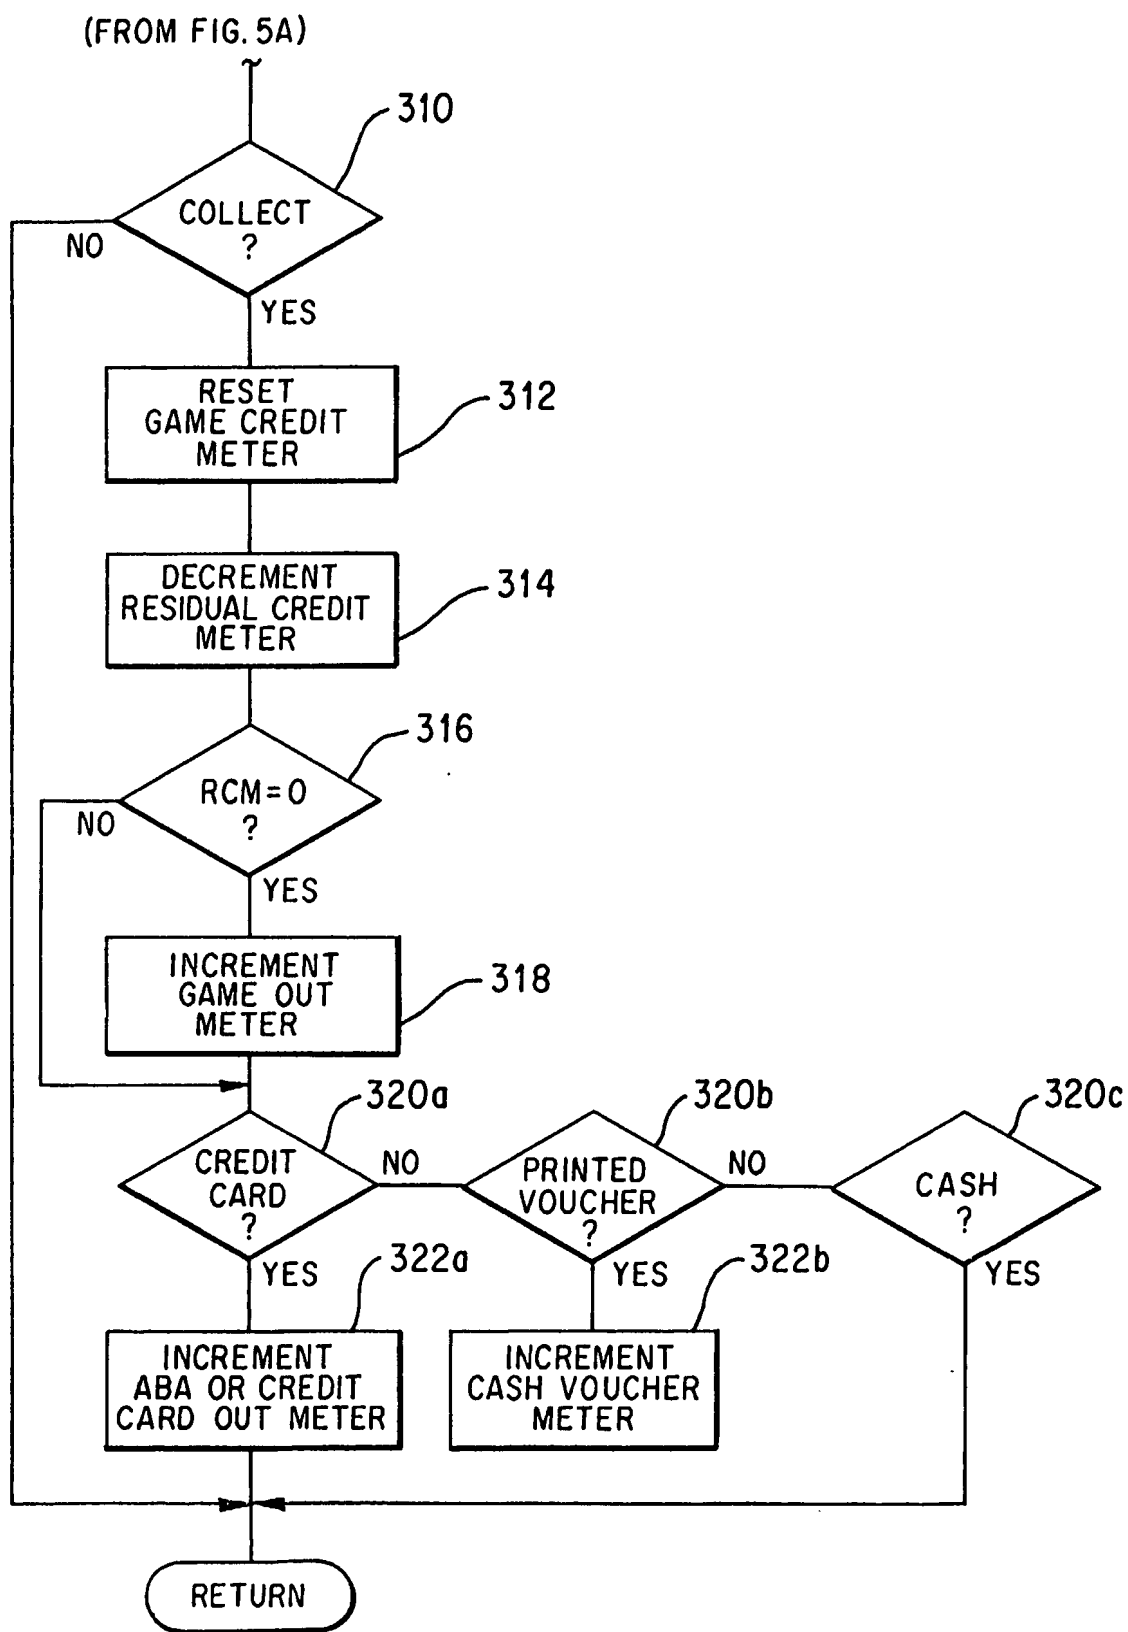 (FROM FIG. 5A)
310
COLLECT
?
NO
YES
RESET
GAME CREDIT
METER
312
DECREMENT
RESIDUAL CREDIT
METER
314
316
RCM=0
?
NO
YES
INCREMENT
GAME OUT
METER
318
320a
320b
320c
CREDIT
CARD
?
NO
PRINTED
VOUCHER
?
NO
CASH
?
YES
322a
YES
322b
YES
INCREMENT
ABA OR CREDIT
CARD OUT METER
INCREMENT
CASH VOUCHER
METER
RETURN